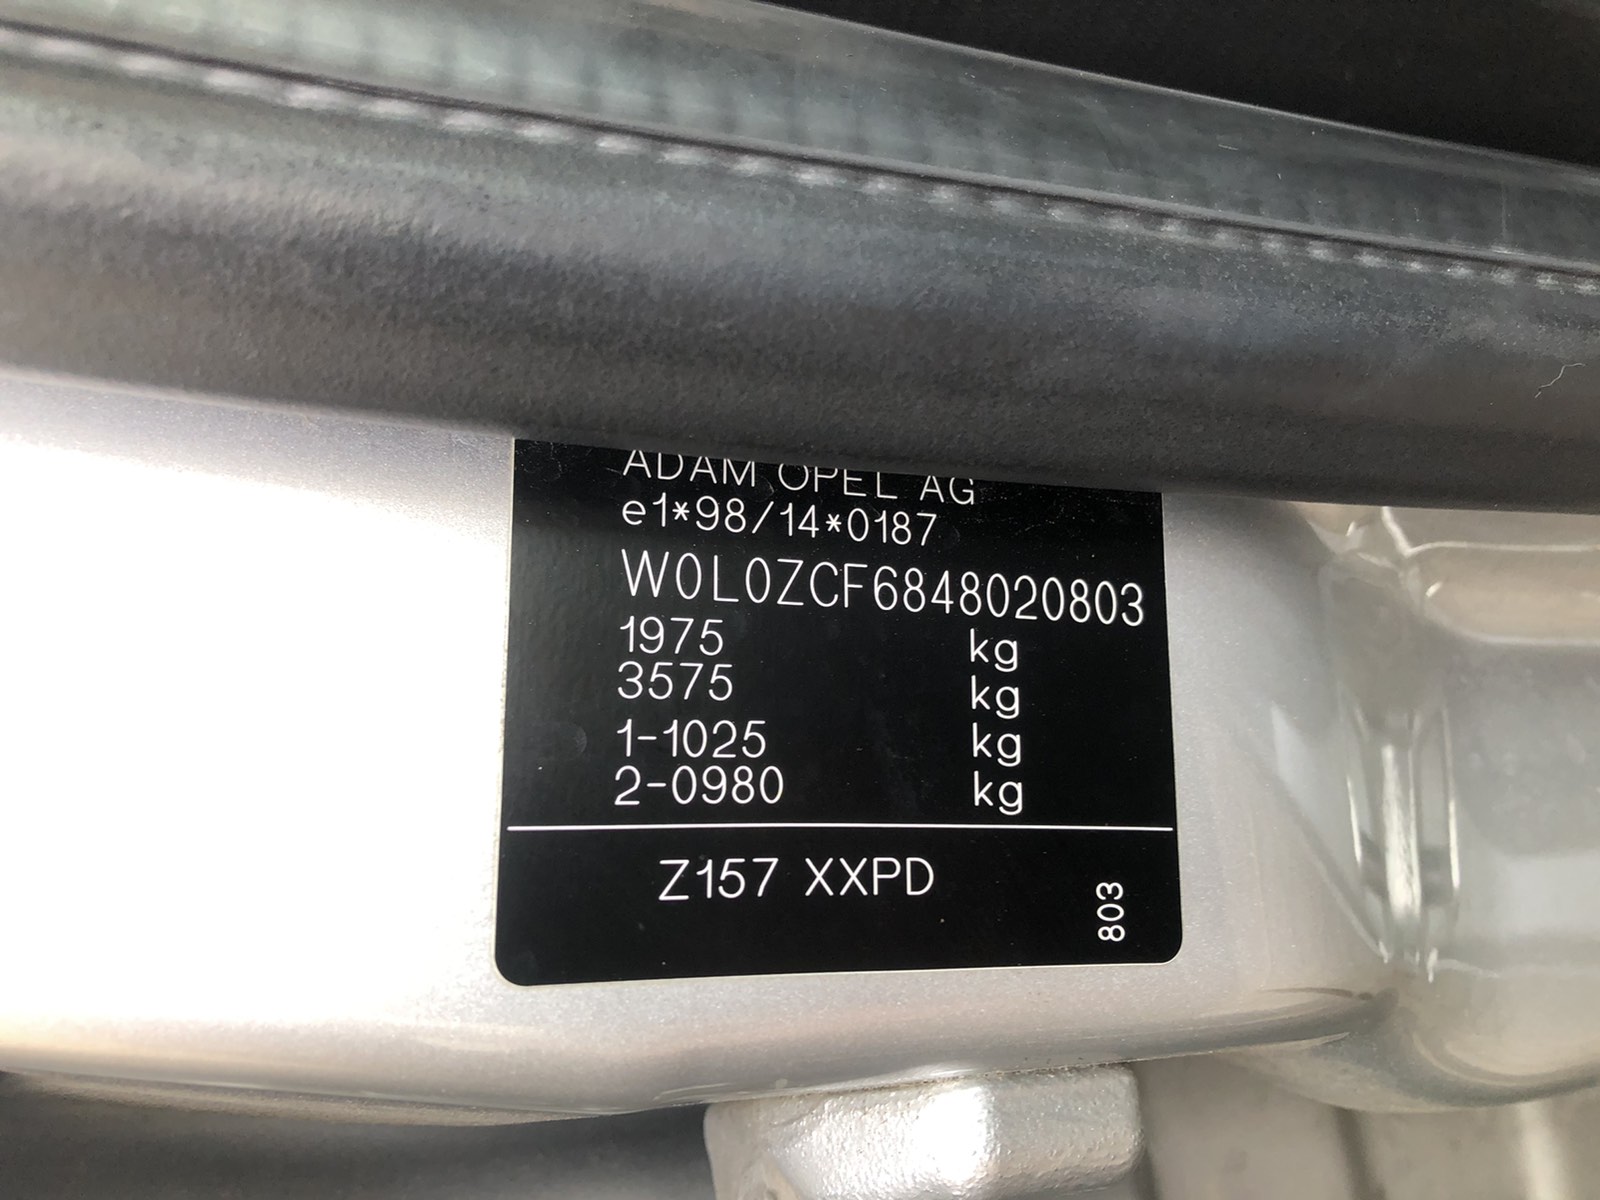 ADAM OPEL AG
e1*98/14*0187
W0L0ZCF6848020803
1975 kg
3575 kg
1-1025 kg
2-0980 kg
Z157 XXPD
803